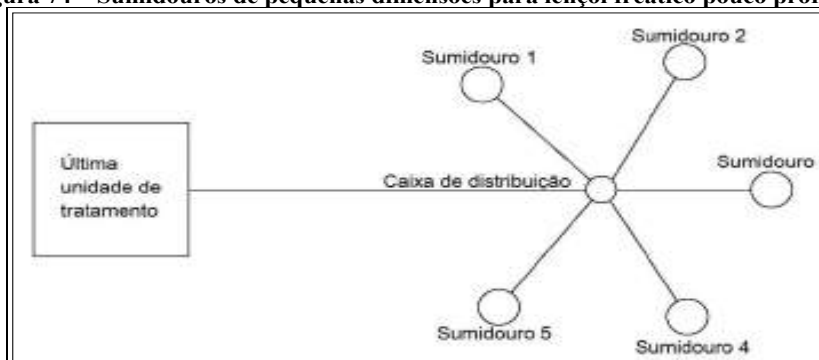 Sumidouros de pequenas dimensões para lençol freático pouco
Sumidouro 2
Sumidouro 1
Última
unidade de
tratamento
Caixa de distribuição
Sumidouro
Sumidouro 5
Sumidouro 4